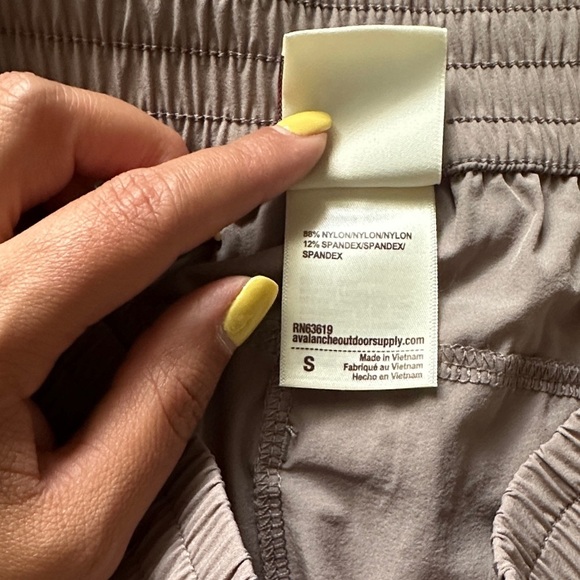 88% NYLON/NYLON/NYLON
12% SPANDEX/SPANDEX/
SPANDEX
RN63619
avalancheoutdoorsupply.com
S
Made in Vietnam
Fabriqué au Vietnam
Hecho en Vietnam